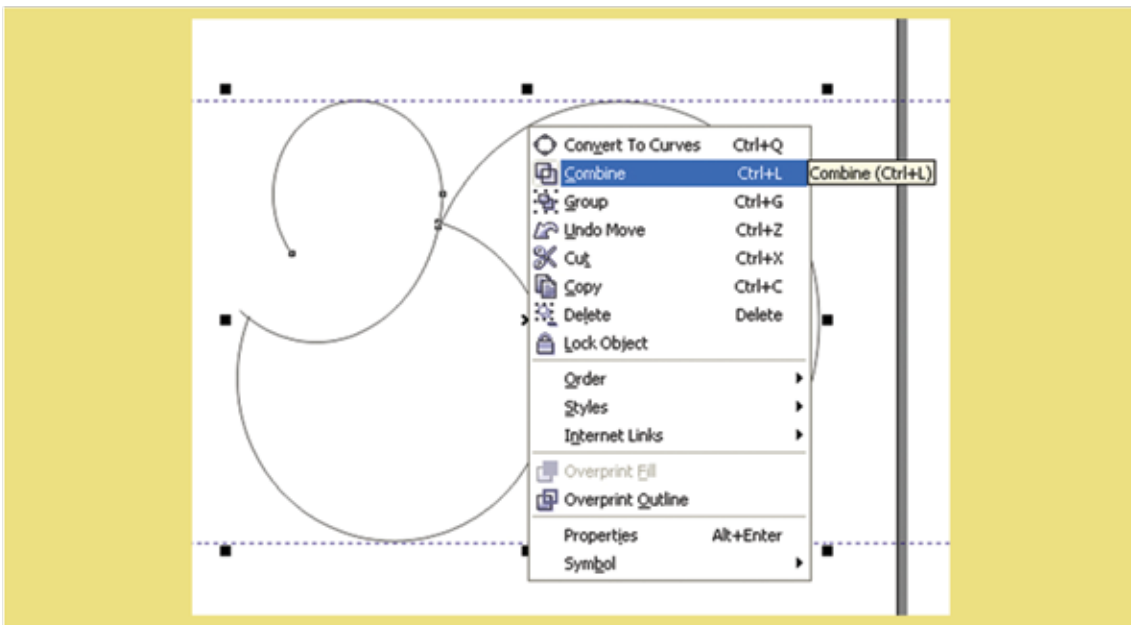 Convert To Curves Ctrl+Q
Combine Ctrl+L
Combine (Ctrl+L)
Group Ctrl+G
Undo Move Ctrl+Z
Cut Ctrl+X
Copy Ctrl+C
Delete Delete
Lock Object
Order
Styles
Internet Links
Overprint Fill
Overprint Outline
Properties Alt+Enter
Symbol